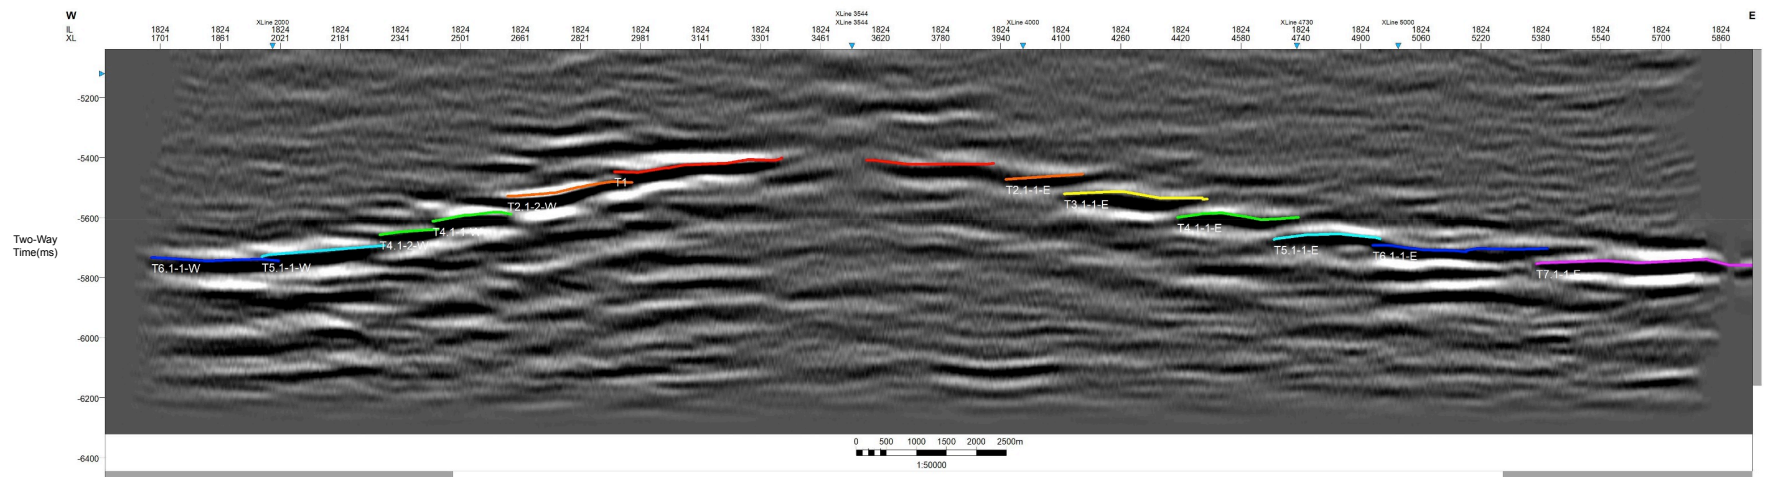 W E
XLine 2000 XLine 3544 XLine 3544 XLine 4000 XLine 4730 XLine 5000
IL 1824 1824 1824 1824 1824 1824 1824 1824 1824 1824 1824 1824 1824 1824 1824 1824 1824 1824 1824 1824 1824 1824 1824 1824 1824 1824 1824
XL 1701 1861 2021 2181 2341 2501 2661 2821 2981 3141 3301 3461 3620 3780 3940 4100 4260 4420 4580 4740 4900 5060 5220 5380 5540 5700 5860
-5200
-5400
T1
T2.1-1-E
T2.1-2-W T3.1-1-E
-5600
T4.1-1-W T4.1-1-E
Two-Way
Time(ms)
T4.1-2-W T5.1-1-E T6.1-1-E
T6.1-1-W T5.1-1-W T7.1-1-E
-5800
-6000
-6200
0 500 1000 1500 2000 2500m
-6400
1:50000